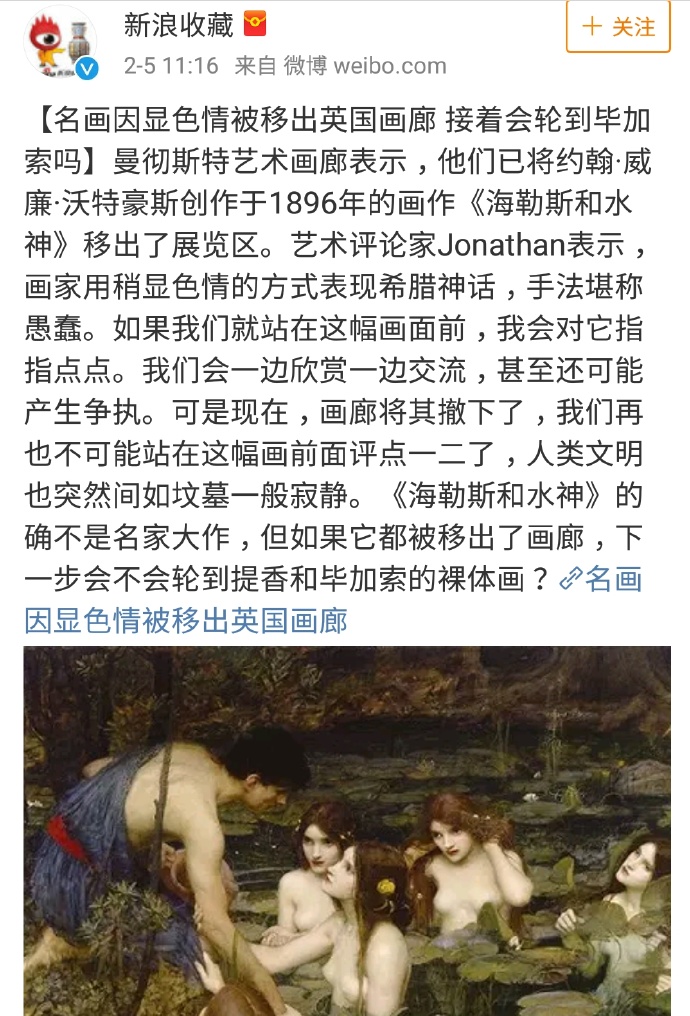 新浪收藏
＋ 关注
2-5 11:16 来自 微博 weibo.com
【名画因显色情被移出英国画廊 接着会轮到毕加
索吗】曼彻斯特艺术画廊表示，他们已将约翰·威
廉·沃特豪斯创作于1896年的画作《海勒斯和水
神》移出了展览区。艺术评论家Jonathan表示，
画家用稍显色情的方式表现希腊神话，手法堪称
愚蠢。如果我们就站在这幅画面前，我会对它指
指点点。我们会一边欣赏一边交流，甚至还可能
产生争执。可是现在，画廊将其撤下了，我们再
也不可能站在这幅画前面评点一二了，人类文明
也突然间如坟墓一般寂静。《海勒斯和水神》的
确不是名家大作，但如果它都被移出了画廊，下
一步会不会轮到提香和毕加索的裸体画？名画
因显色情被移出英国画廊